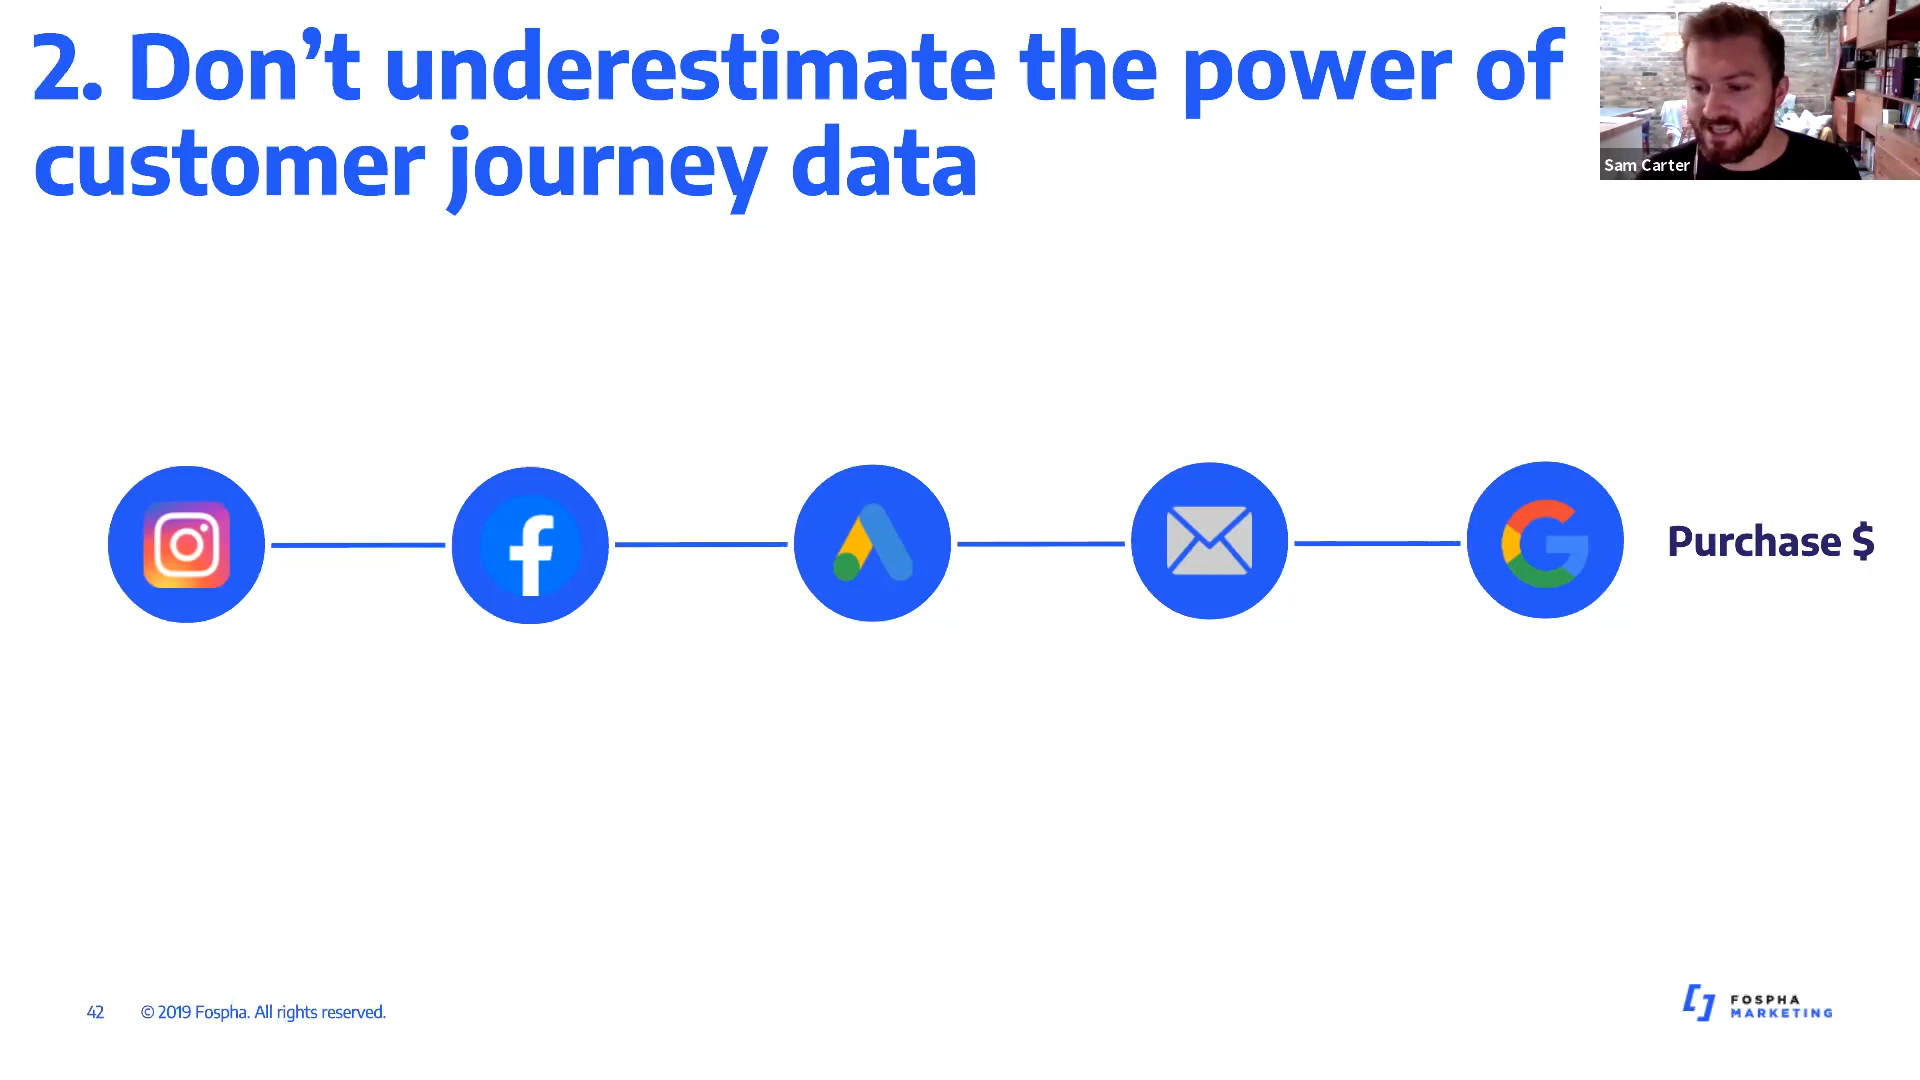 2. Don’t underestimate the power of
customer journey data
Sam Carter
Purchase $
42
© 2019 Fospha. All rights reserved.
FOSPHA
MARKETING